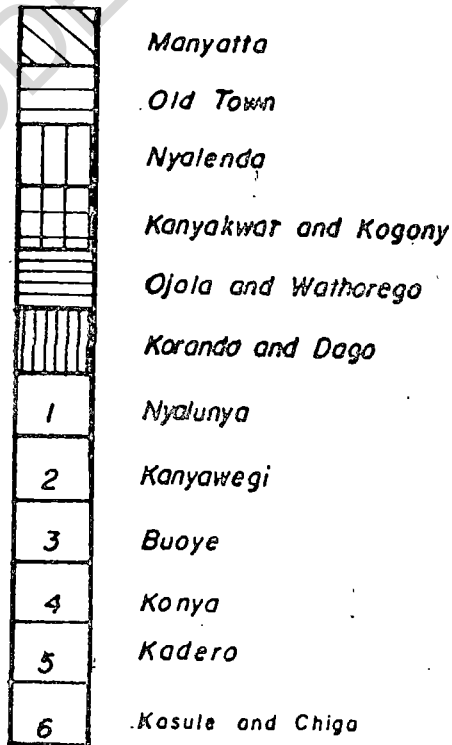 Manyatta
Old Town
Nyalenda
Kanyakwar and Kogony
Ojola and Wathorego
Korando and Dago
1 Nyalunya
2 Kanyawegi
3 Buoye
4 Konya
5 Kadero
6 Kasule and Chiga